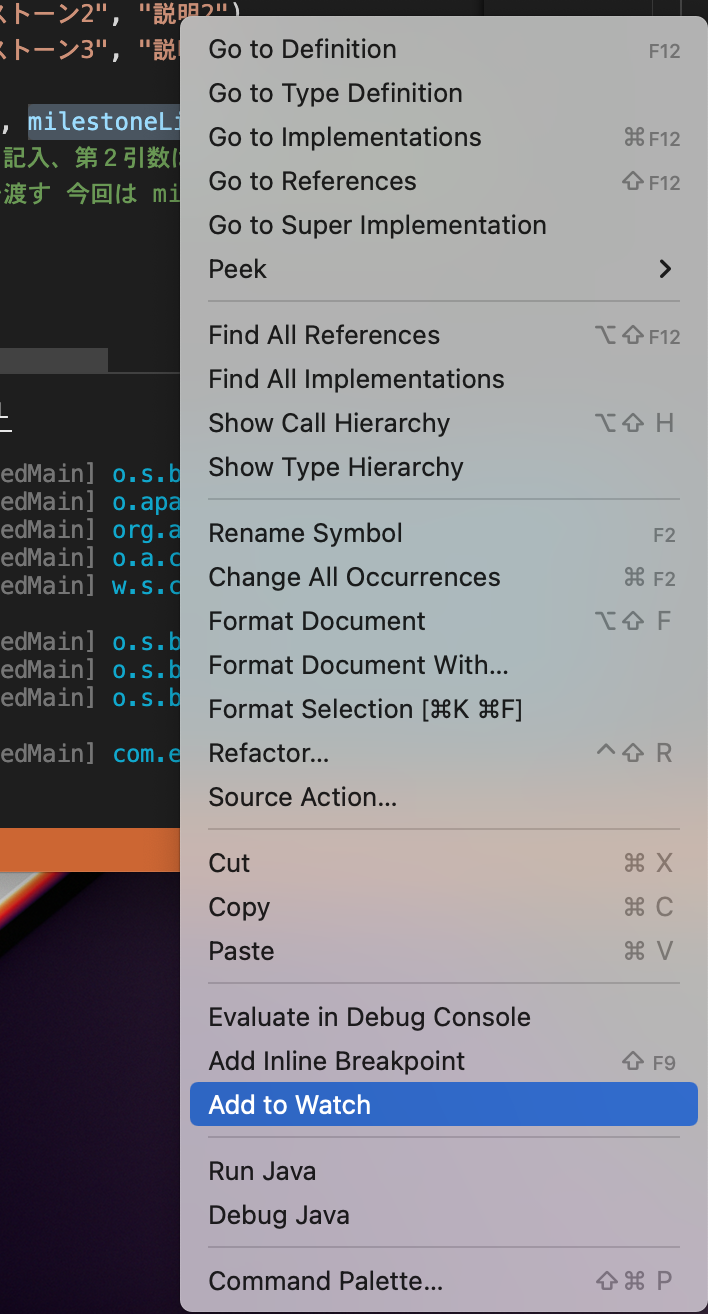 ストーン2", "説明2")
ストーン3", "説
Go to Definition F12
Go to Type Definition
, milestoneLi
Go to Implementations ⌘F12
記入、第２引数
Go to References ⇧F12
渡す 今回は mi
Go to Super Implementation
Peek
Find All References ⌥⇧F12
Find All Implementations
Show Call Hierarchy ⌥⇧ H
Show Type Hierarchy
edMain] o.s.b
edMain] o.apa
edMain] org.a
edMain] o.a.c
edMain] w.s.c
edMain] o.s.b
edMain] o.s.b
edMain] o.s.b
edMain] com.e
Rename Symbol F2
Change All Occurrences ⌘ F2
Format Document ⌥⇧ F
Format Document With...
Format Selection [⌘K ⌘F]
Refactor... ^⇧ R
Source Action...
Cut ⌘ X
Copy ⌘ C
Paste ⌘ V
Evaluate in Debug Console
Add Inline Breakpoint ⇧ F9
Add to Watch
Run Java
Debug Java
Command Palette... ⇧⌘ P